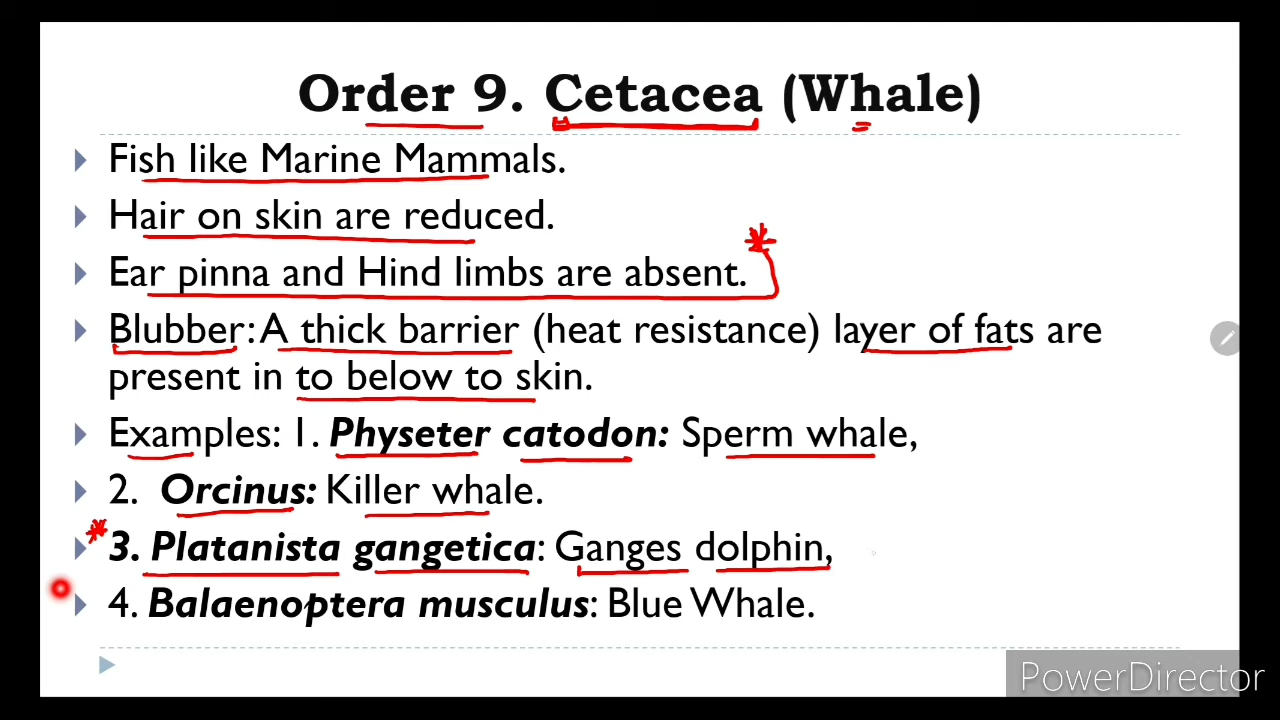 Order 9. Cetacea (Whale)
Fish like Marine Mammals.
Hair on skin are reduced.
Ear pinna and Hind limbs are absent.
Blubber: A thick barrier (heat resistance) layer of fats are
present in to below to skin.
Examples: 1. Physeter catodon: Sperm whale,
2. Orcinus: Killer whale.
3. Platanista gangetica: Ganges dolphin,
4. Balaenoptera musculus: Blue Whale.
PowerDirector